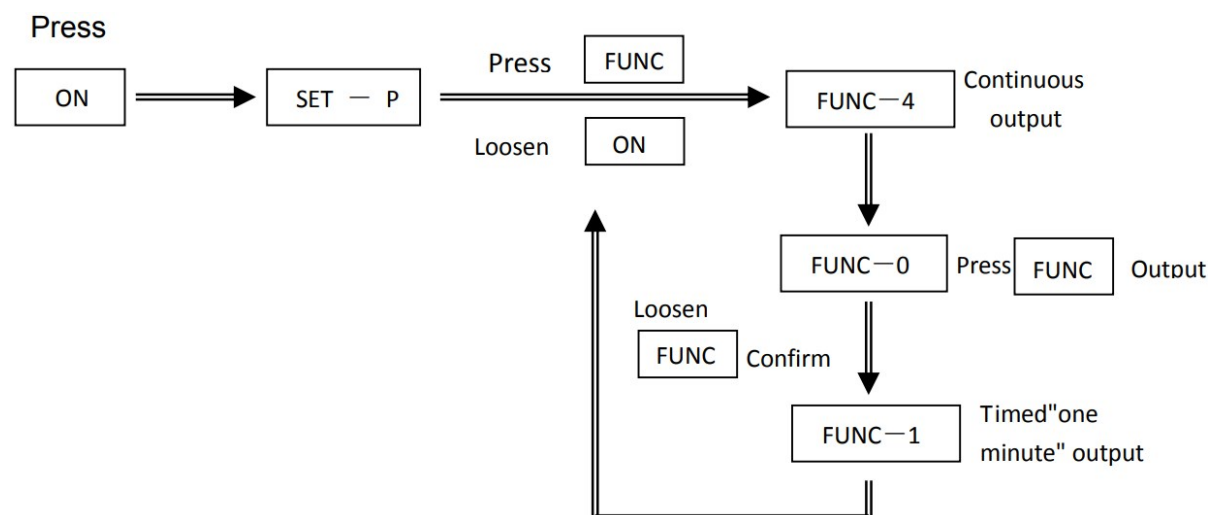 Press
ON
SET — P
Press FUNC
Loosen ON
FUNC—4
Continuous
output
FUNC—0 Press FUNC Output
Loosen
FUNC Confirm
FUNC—1
Timed"one
minute" output